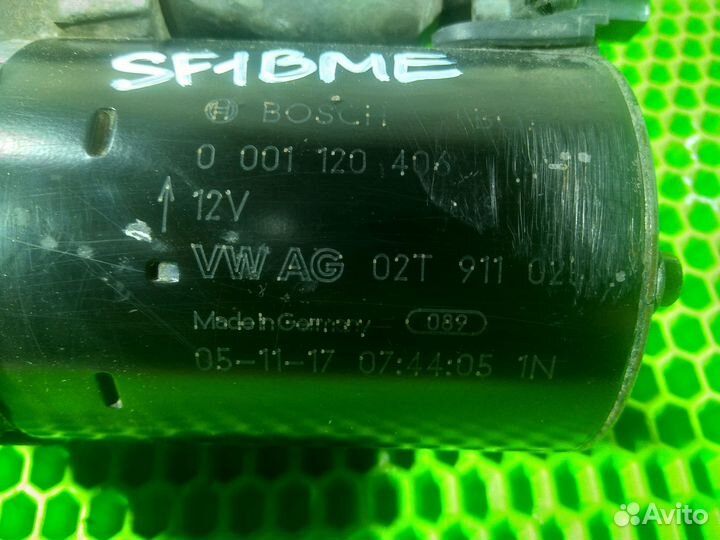 SF1BME
BOSCH
0 001 120 406
12V
VW AG 02T 911
Made in Germany 089
05-11-17 07:44:05 1N
Avito